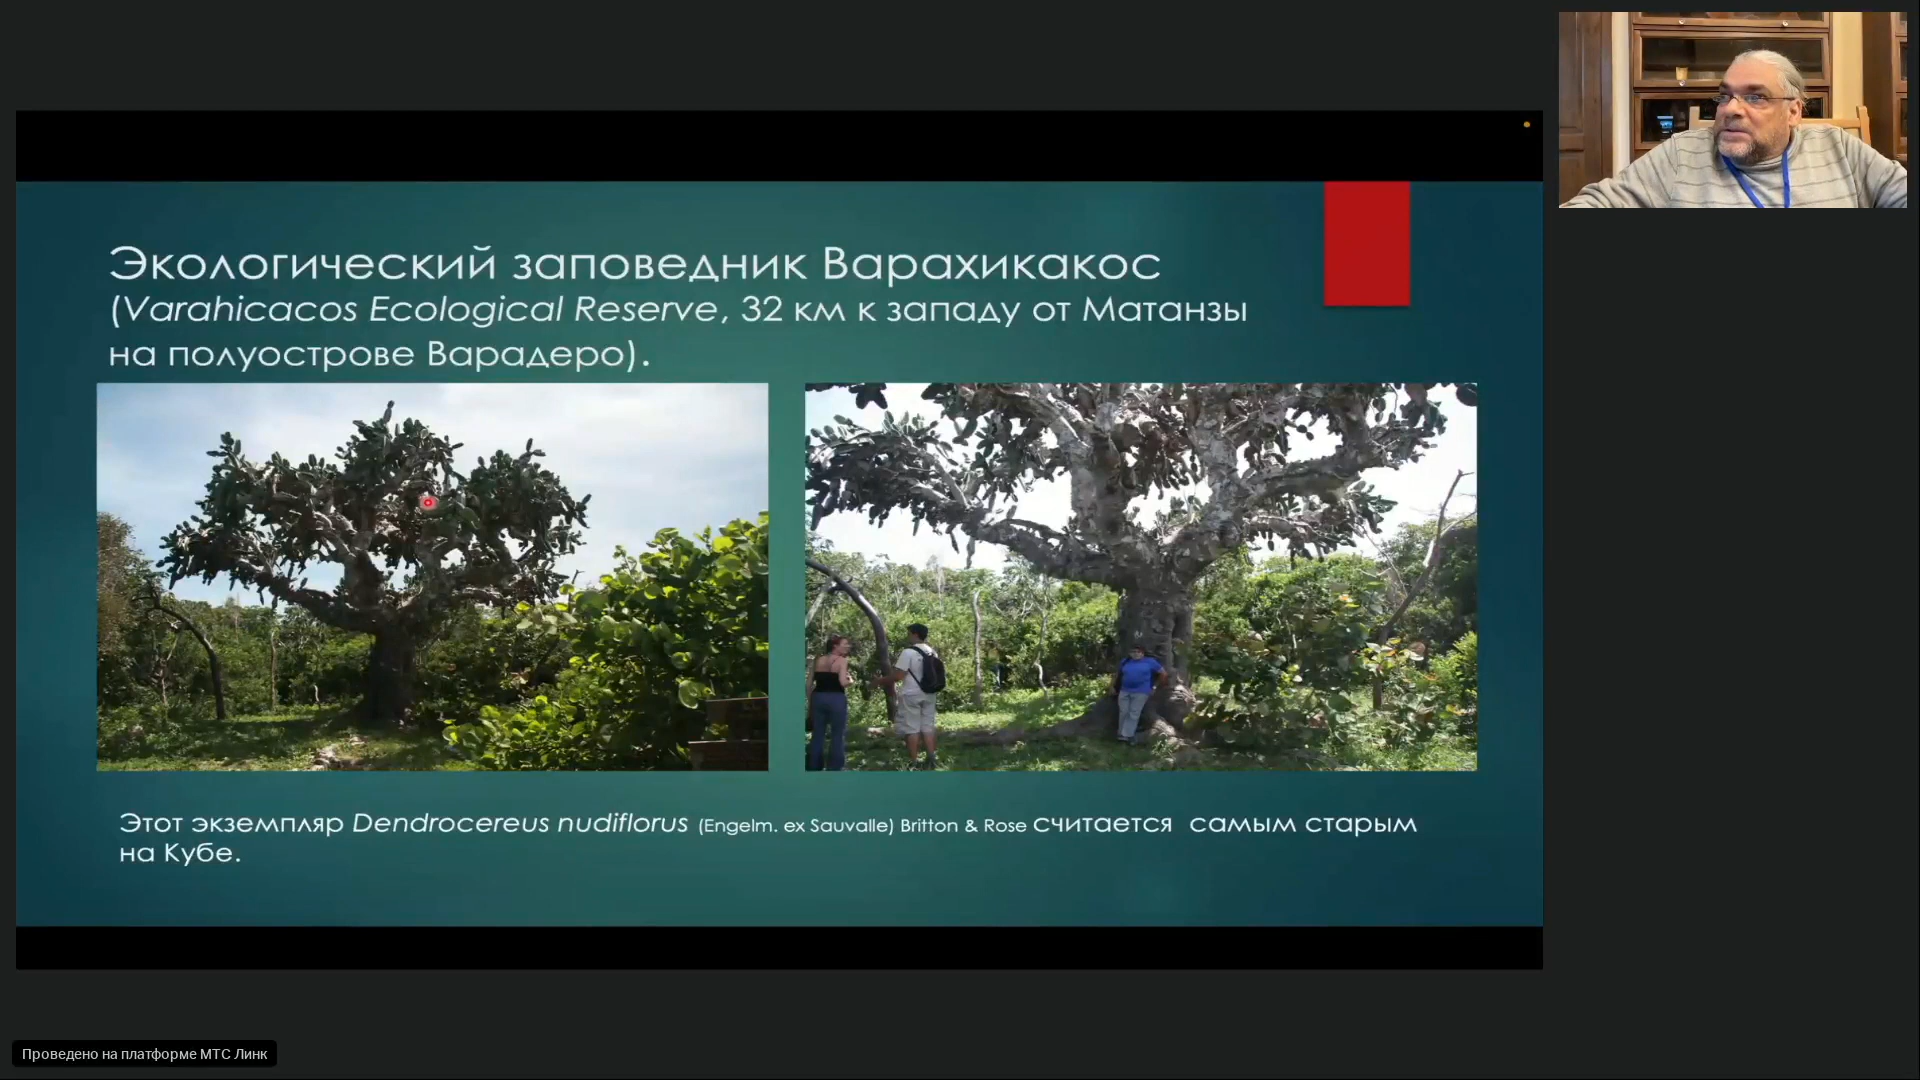 Экологический заповедник Варахикакос
(Varahicacos Ecological Reserve, 32 км к западу от Матанзы
на полуострове Варадеро).
Этот экземпляр Dendrocereus nudiflorus (Engelm. ex Sauvalle) Britton & Rose считается самым старым
на Кубе.
Проведено на платформе МТС Линк